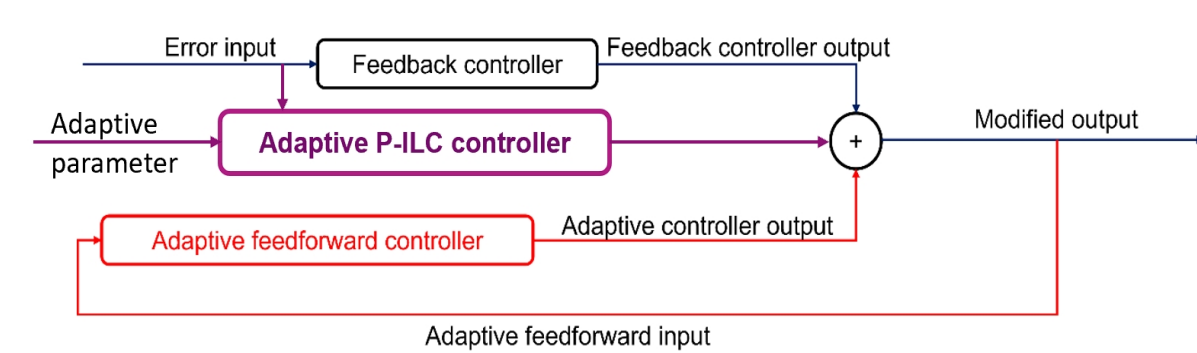 Error input
Feedback controller
Feedback controller output
Adaptive
parameter
Adaptive P-ILC controller
+
Modified output
Adaptive feedforward controller
Adaptive controller output
Adaptive feedforward input